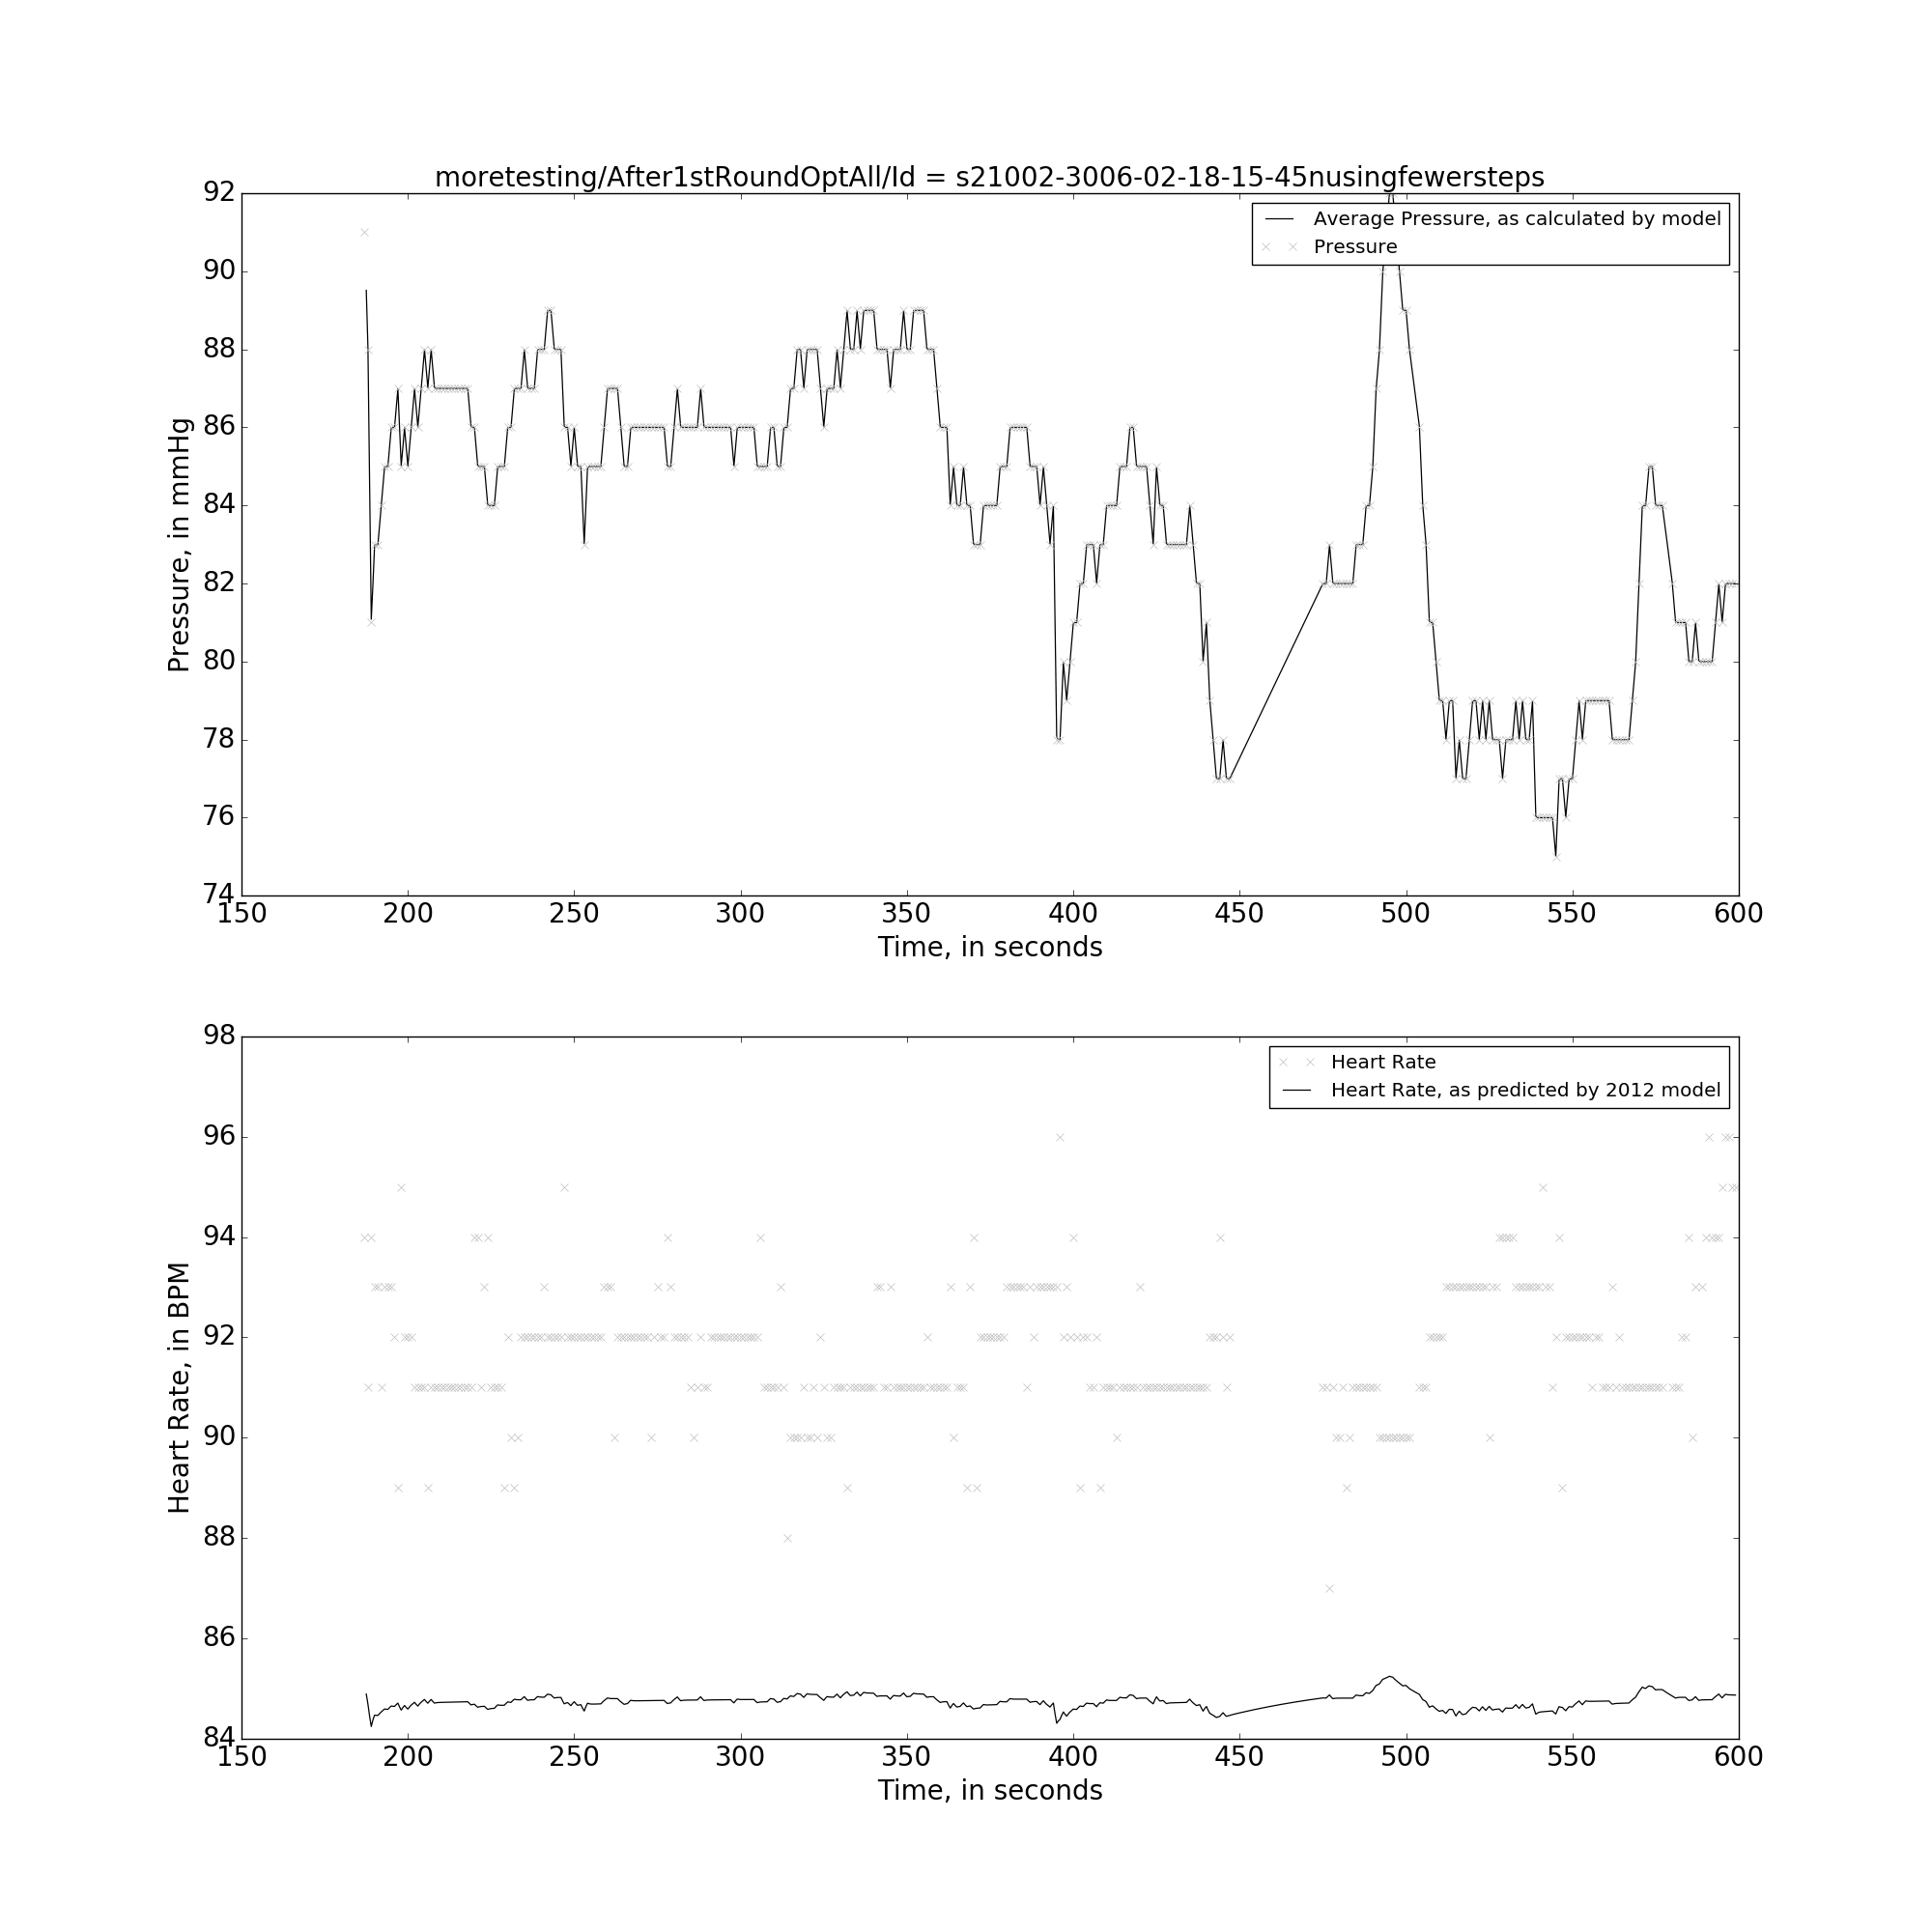 moretesting/After1stRoundOptAll/Id = s21002-3006-02-18-15-45nusingfewersteps
92
90
88
86
84
82
80
78
76
74
Pressure, in mmHg
Average Pressure, as calculated by model
Pressure
150 200 250 300 350 400 450 500 550 600
Time, in seconds
98
96
94
92
90
88
86
84
Heart Rate, in BPM
Heart Rate
Heart Rate, as predicted by 2012 model
150 200 250 300 350 400 450 500 550 600
Time, in seconds